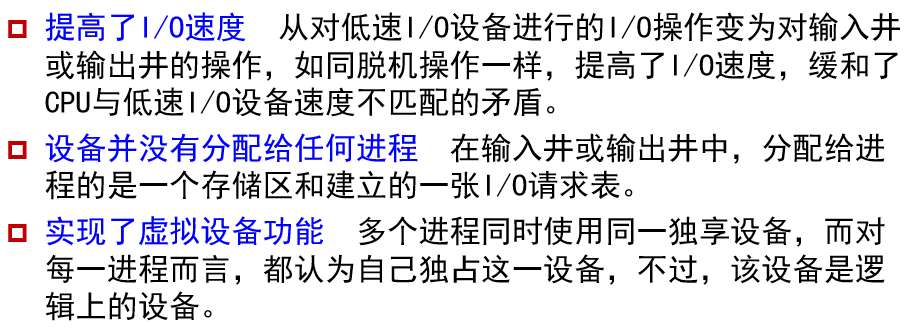 提高了I/O速度 从对低速I/O设备进行的I/O操作变为对输入井
或输出井的操作，如同脱机操作一样，提高了I/O速度，缓和了
CPU与低速I/O设备速度不匹配的矛盾。
设备并没有分配给任何进程 在输入井或输出井中，分配给进
程的是一个存储区和建立的一张I/O请求表。
实现了虚拟设备功能 多个进程同时使用同一独享设备，而对
每一进程而言，都认为自己独占这一设备，不过，该设备是逻
辑上的设备。